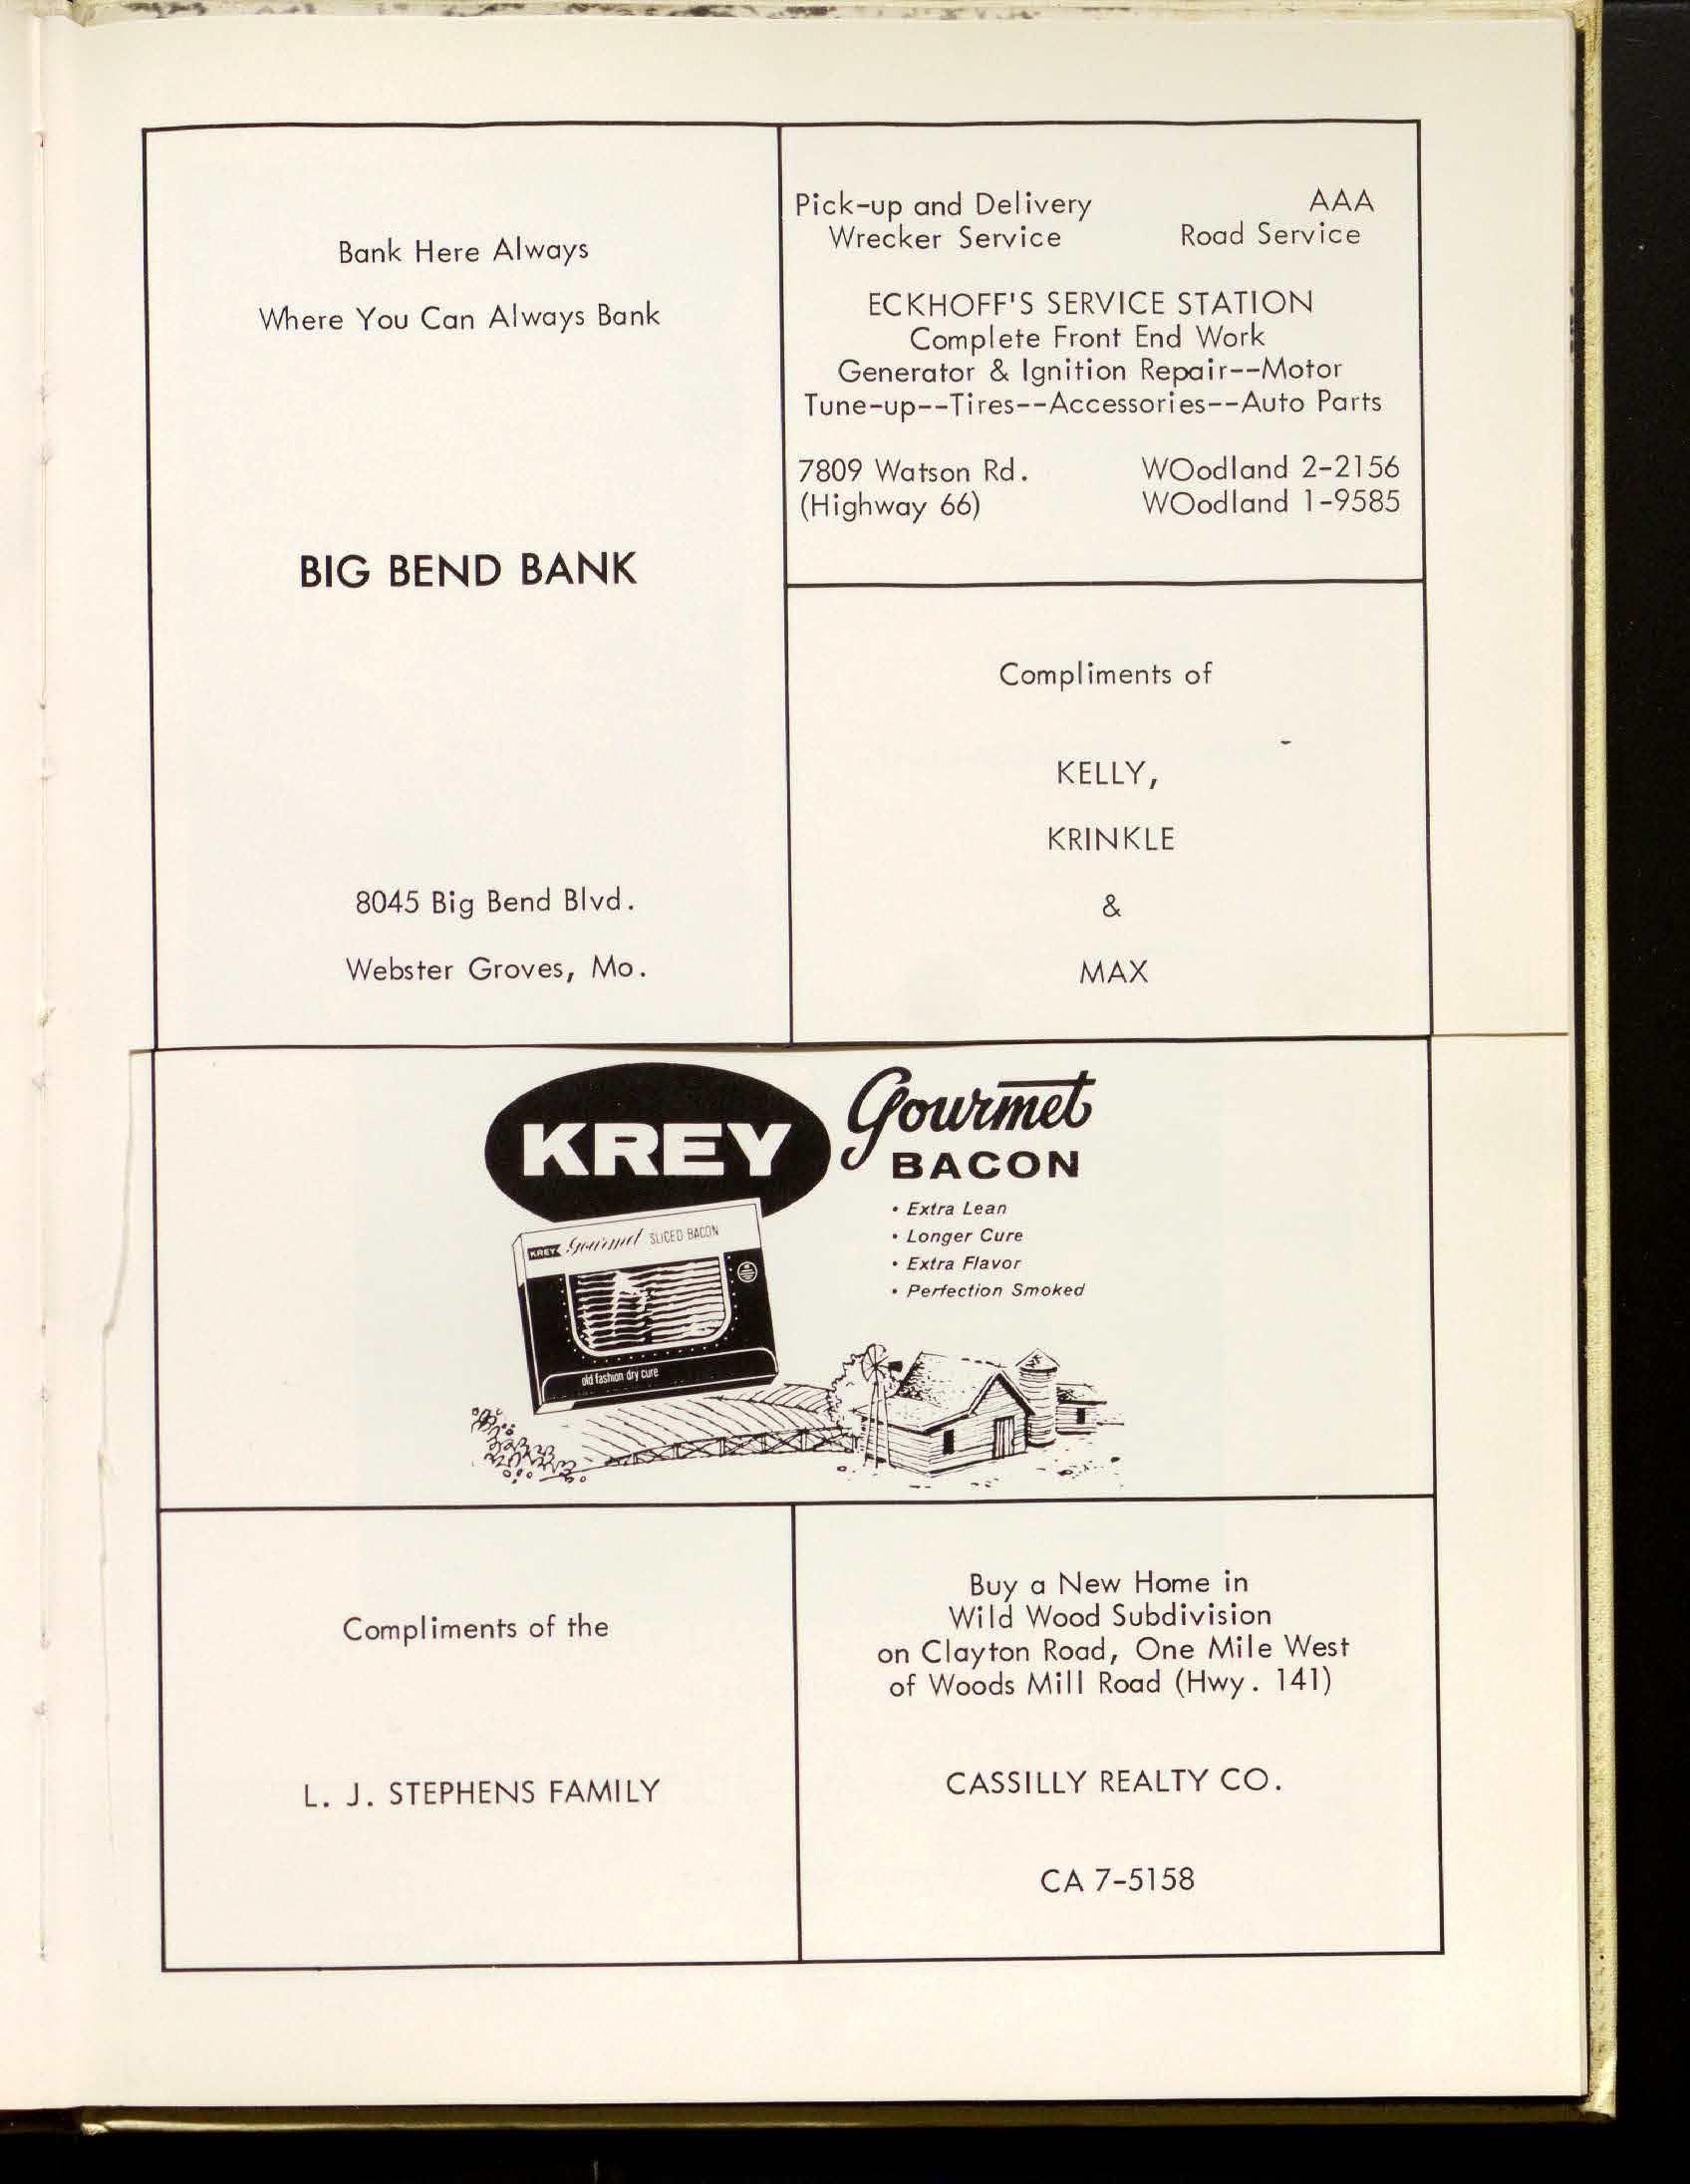 Bank Here Always
Where You Can Always Bank
BIG BEND BANK
8045 Big Bend Blvd.
Webster Groves, Mo.
Pick-up and Delivery AAA
Wrecker Service Road Service
ECKHOFF'S SERVICE STATION
Complete Front End Work
Generator & Ignition Repair--Motor
Tune-up--Tires--Accessories--Auto Parts
7809 Watson Rd. WOodland 2-2156
(Highway 66) WOodland 1-9585
Compliments of
KELLY,
KRINKLE
&
MAX
KREY Gourmet
BACON
• Extra Lean
• Longer Cure
• Extra Flavor
• Perfection Smoked
KREY Gourmet SLICED BACON
old fashion dry cure
Compliments of the
L. J. STEPHENS FAMILY
Buy a New Home in
Wild Wood Subdivision
on Clayton Road, One Mile West
of Woods Mill Road (Hwy. 141)
CASSILLY REALTY CO.
CA 7-5158